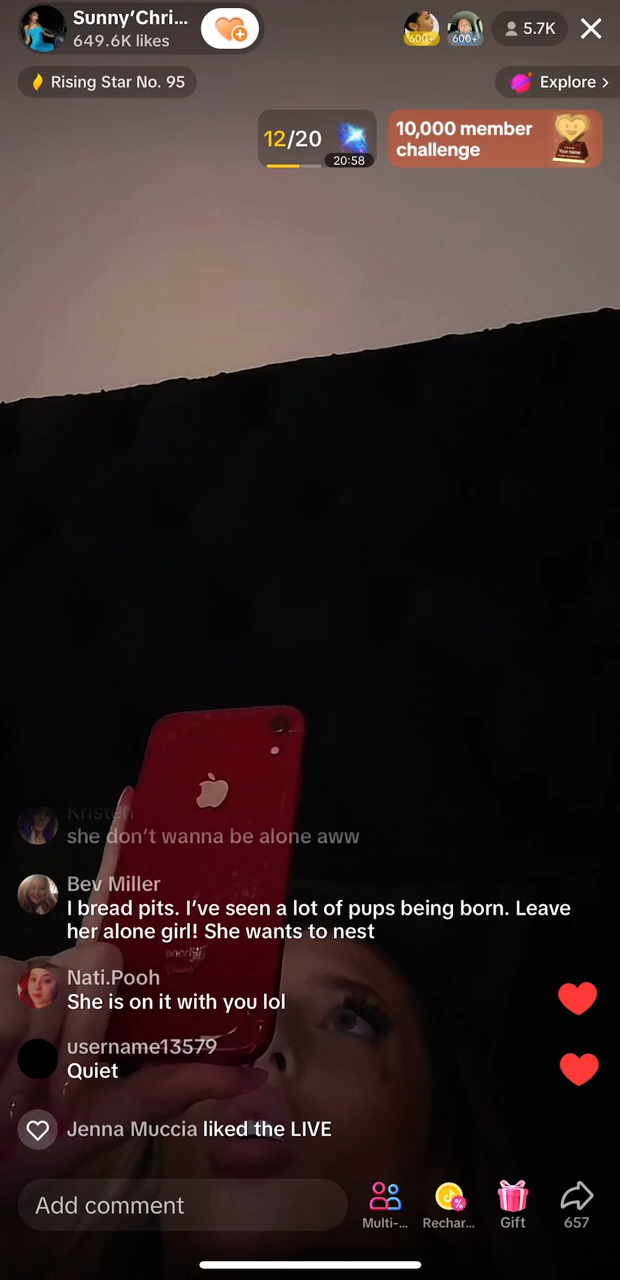 Sunny'Chri...
649.6K likes
600+
600+
5.7K
Rising Star No. 95
Explore >
12/20
20:58
10,000 member
challenge
Kristen
she don't wanna be alone aww
Bev Miller
I bread pits. I've seen a lot of pups being born. Leave
her alone girl! She wants to nest
Nati.Pooh
She is on it with you lol
username13579
Quiet
Jenna Muccia liked the LIVE
Add comment
Multi-...
Rechar...
Gift
657